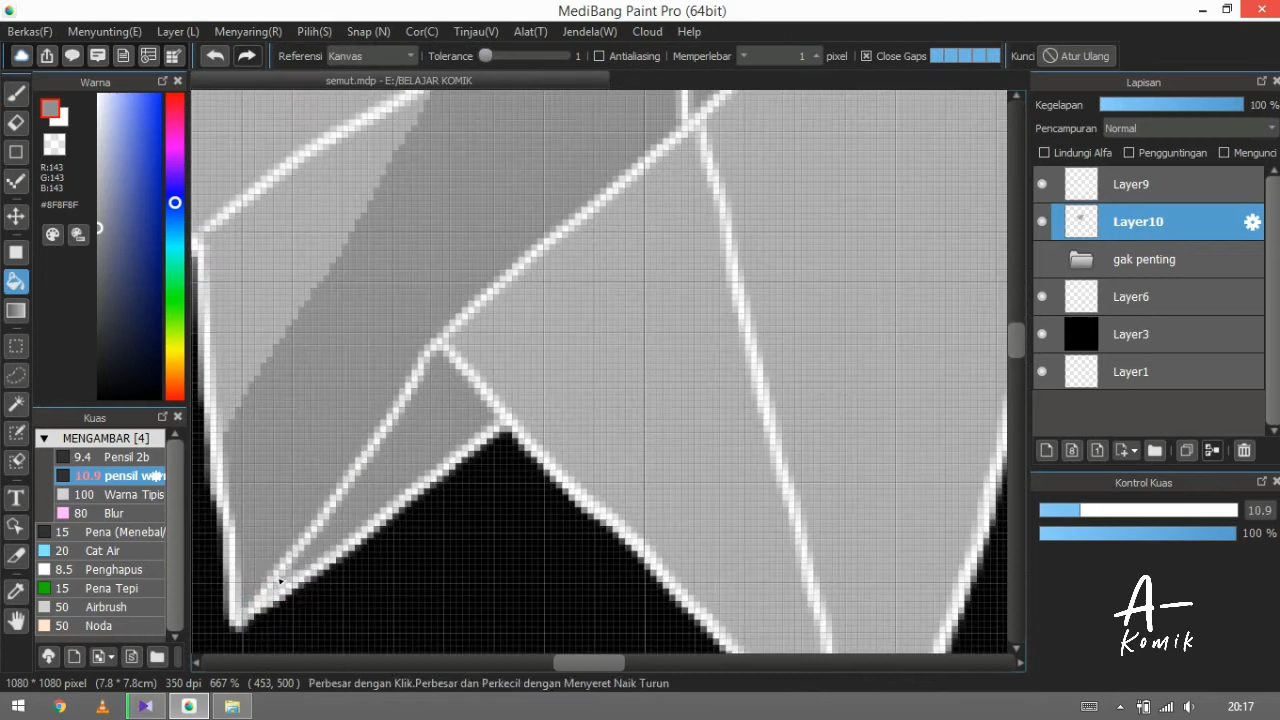 MediBang Paint Pro (64bit)
Berkas(F) Menyunting(E) Layer (L) Menyaring(R) Pilih(S) Snap (N) Cor(C) Tinjau(V) Alat(T) Jendela(W) Cloud Help
Referensi Kanvas Tolerance 1 Antialiasing Memperlebar 1 pixel Close Gaps Kunci Atur Ulang
semut.mdp - E:/BELAJAR KOMIK
Warna
R:143
G:143
B:143
#8F8F8F
Kuas
MENGAMBAR [4]
9.4 Pensil 2b
10.9 pensil
100 Warna Tipis
80 Blur
15 Pena (Menebal/
20 Cat Air
8.5 Penghapus
15 Pena Tepi
50 Airbrush
50 Noda
Lapisan
Kegelapan 100 %
Pencampuran Normal
Lindungi Alfa Pengguntingan Mengunci
Layer9
Layer10
gak penting
Layer6
Layer3
Layer1
Kontrol Kuas
10.9
100 %
A-
Komik
1080 * 1080 pixel (7.8 * 7.8cm) 350 dpi 667 % ( 453, 500 ) Perbesar dengan Klik.Perbesar dan Perkecil dengan Menyeret Naik Turun
20:17